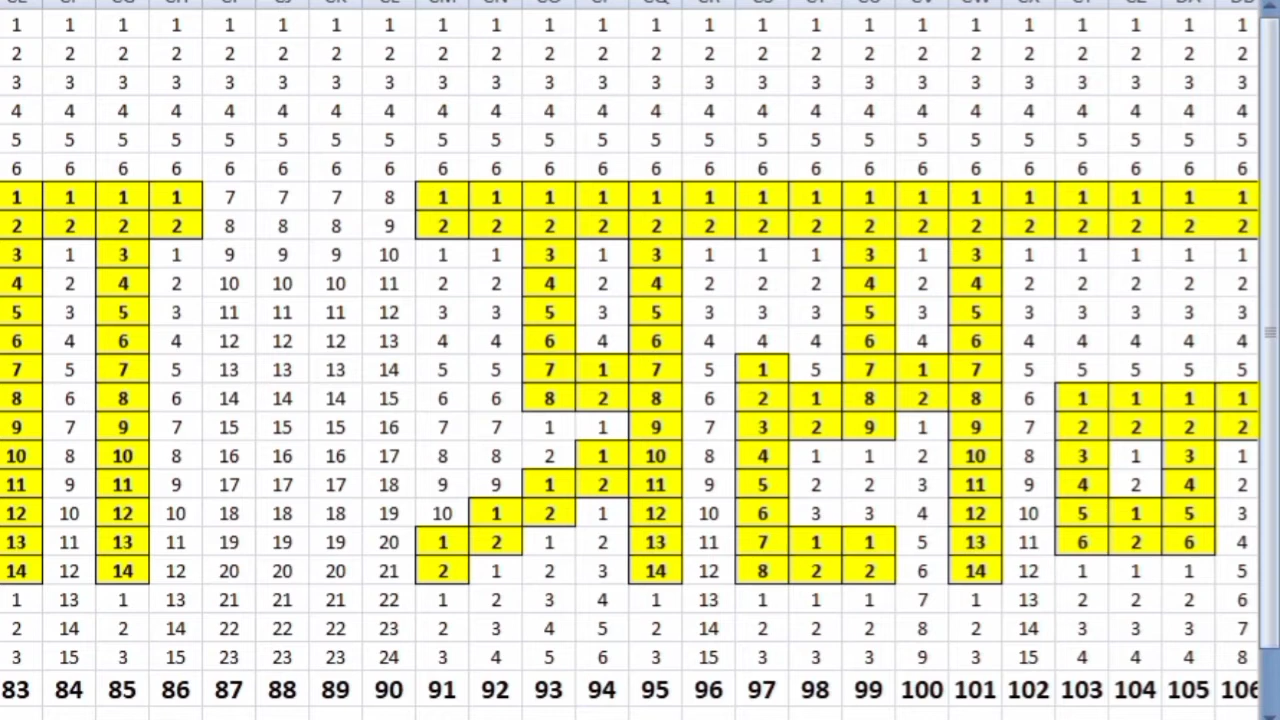 1 1 1 1 1 1 1 1 1 1 1 1 1 1 1 1 1 1 1 1 1 1 1 1
2 2 2 2 2 2 2 2 2 2 2 2 2 2 2 2 2 2 2 2 2 2 2 2
3 3 3 3 3 3 3 3 3 3 3 3 3 3 3 3 3 3 3 3 3 3 3 3
4 4 4 4 4 4 4 4 4 4 4 4 4 4 4 4 4 4 4 4 4 4 4 4
5 5 5 5 5 5 5 5 5 5 5 5 5 5 5 5 5 5 5 5 5 5 5 5
6 6 6 6 6 6 6 6 6 6 6 6 6 6 6 6 6 6 6 6 6 6 6 6
1 1 1 1 7 7 7 8 1 1 1 1 1 1 1 1 1 1 1 1 1 1 1 1
2 2 2 2 8 8 8 9 2 2 2 2 2 2 2 2 2 2 2 2 2 2 2 2
3 1 3 1 9 9 9 10 1 1 3 1 3 1 1 1 3 1 3 1 1 1 1 1
4 2 4 2 10 10 10 11 2 2 4 2 4 2 2 2 4 2 4 2 2 2 2 2
5 3 5 3 11 11 11 12 3 3 5 3 5 3 3 3 5 3 5 3 3 3 3 3
6 4 6 4 12 12 12 13 4 4 6 4 6 4 4 4 6 4 6 4 4 4 4 4
7 5 7 5 13 13 13 14 5 5 7 1 7 5 1 5 7 1 7 5 5 5 5 5
8 6 8 6 14 14 14 15 6 6 8 2 8 6 2 1 8 2 8 6 1 1 1 1
9 7 9 7 15 15 15 16 7 7 1 1 9 7 3 2 9 1 9 7 2 2 2 2
10 8 10 8 16 16 16 17 8 8 2 1 10 8 4 1 1 2 10 8 3 1 3 1
11 9 11 9 17 17 17 18 9 9 1 2 11 9 5 2 2 3 11 9 4 2 4 2
12 10 12 10 18 18 18 19 10 1 2 1 12 10 6 3 3 4 12 10 5 1 5 3
13 11 13 11 19 19 19 20 1 2 1 2 13 11 7 1 1 5 13 11 6 2 6 4
14 12 14 12 20 20 20 21 2 1 2 3 14 12 8 2 2 6 14 12 1 1 1 5
1 13 1 13 21 21 21 22 1 2 3 4 1 13 1 1 1 7 1 13 2 2 2 6
2 14 2 14 22 22 22 23 2 3 4 5 2 14 2 2 2 8 2 14 3 3 3 7
3 15 3 15 23 23 23 24 3 4 5 6 3 15 3 3 3 9 3 15 4 4 4 8
83 84 85 86 87 88 89 90 91 92 93 94 95 96 97 98 99 100 101 102 103 104 105 106